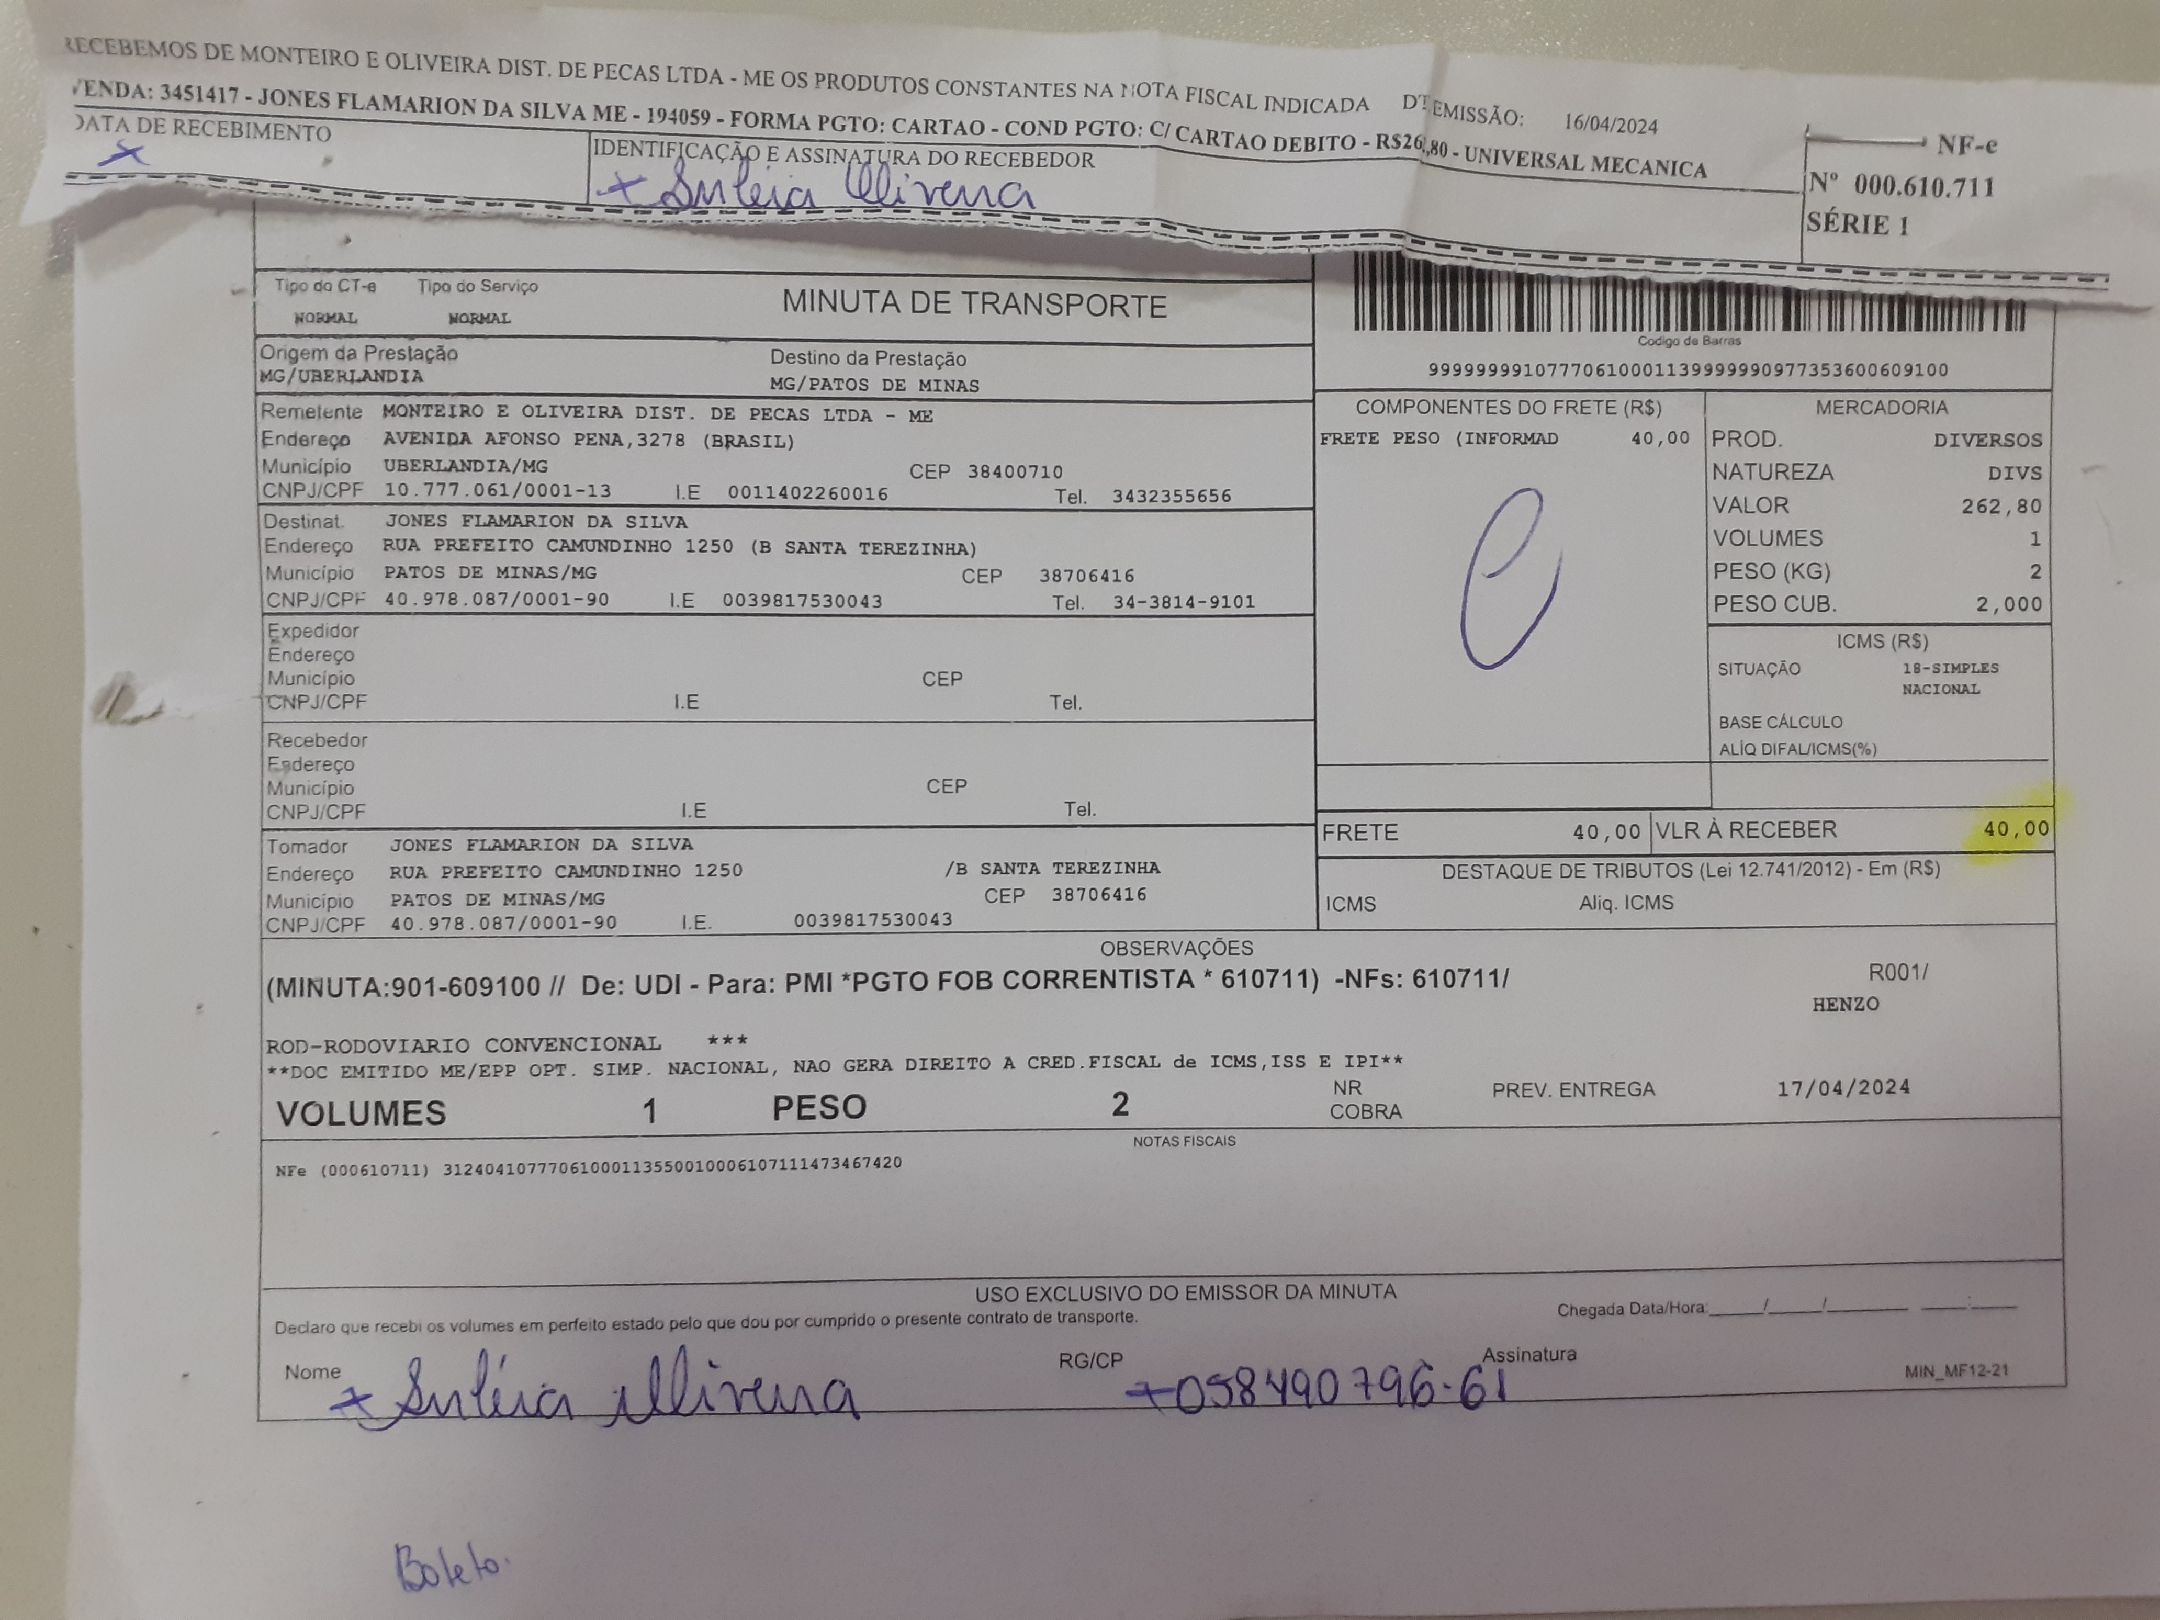 RECEBEMOS DE MONTEIRO E OLIVEIRA DIST. DE PECAS LTDA - ME OS PRODUTOS CONSTANTES NA NOTA FISCAL INDICADA DT EMISSÃO: 16/04/2024
VENDA: 3451417 - JONES FLAMARION DA SILVA ME - 194059 - FORMA PGTO: CARTAO - COND PGTO: C/ CARTAO DEBITO - R$26,80 - UNIVERSAL MECANICA
DATA DE RECEBIMENTO
IDENTIFICAÇÃO E ASSINATURA DO RECEBEDOR
x
x Suléia Oliveira
NF-e
Nº 000.610.711
SÉRIE 1
Tipo do CT-e Tipo do Serviço
NORMAL NORMAL
MINUTA DE TRANSPORTE
Codigo de Barras
Origem da Prestação Destino da Prestação
MG/UBERLANDIA MG/PATOS DE MINAS
99999999107770610001139999990977353600609100
Remetente MONTEIRO E OLIVEIRA DIST. DE PECAS LTDA - ME
Endereço AVENIDA AFONSO PENA,3278 (BRASIL)
Município UBERLANDIA/MG CEP 38400710
CNPJ/CPF 10.777.061/0001-13 I.E 0011402260016 Tel. 3432355656
Destinat. JONES FLAMARION DA SILVA
Endereço RUA PREFEITO CAMUNDINHO 1250 (B SANTA TEREZINHA)
Município PATOS DE MINAS/MG CEP 38706416
CNPJ/CPF 40.978.087/0001-90 I.E 0039817530043 Tel. 34-3814-9101
Expedidor
Endereço
Município CEP
CNPJ/CPF I.E Tel.
Recebedor
Endereço
Município CEP
CNPJ/CPF I.E Tel.
Tomador JONES FLAMARION DA SILVA
Endereço RUA PREFEITO CAMUNDINHO 1250 /B SANTA TEREZINHA
Município PATOS DE MINAS/MG CEP 38706416
CNPJ/CPF 40.978.087/0001-90 I.E. 0039817530043
COMPONENTES DO FRETE (R$)
FRETE PESO (INFORMAD 40,00
MERCADORIA
PROD. DIVERSOS
NATUREZA DIVS
VALOR 262,80
VOLUMES 1
PESO (KG) 2
PESO CUB. 2,000
ICMS (R$)
SITUAÇÃO 18-SIMPLES
NACIONAL
BASE CÁLCULO
ALÍQ DIFAL/ICMS(%)
FRETE 40,00 VLR À RECEBER 40,00
DESTAQUE DE TRIBUTOS (Lei 12.741/2012) - Em (R$)
ICMS Aliq. ICMS
OBSERVAÇÕES
(MINUTA:901-609100 // De: UDI - Para: PMI *PGTO FOB CORRENTISTA * 610711) -NFs: 610711/ R001/
HENZO
ROD-RODOVIARIO CONVENCIONAL ***
**DOC EMITIDO ME/EPP OPT. SIMP. NACIONAL, NAO GERA DIREITO A CRED.FISCAL de ICMS,ISS E IPI**
VOLUMES 1 PESO 2 NR COBRA PREV. ENTREGA 17/04/2024
NOTAS FISCAIS
NFe (000610711) 31240410777061000113550010006107111473467420
USO EXCLUSIVO DO EMISSOR DA MINUTA
Declaro que recebi os volumes em perfeito estado pelo que dou por cumprido o presente contrato de transporte. Chegada Data/Hora:____/____/______ ____:____
Nome x Suléia Oliveira RG/CP x 058490796-61 Assinatura MIN_MF12-21
Boleto.